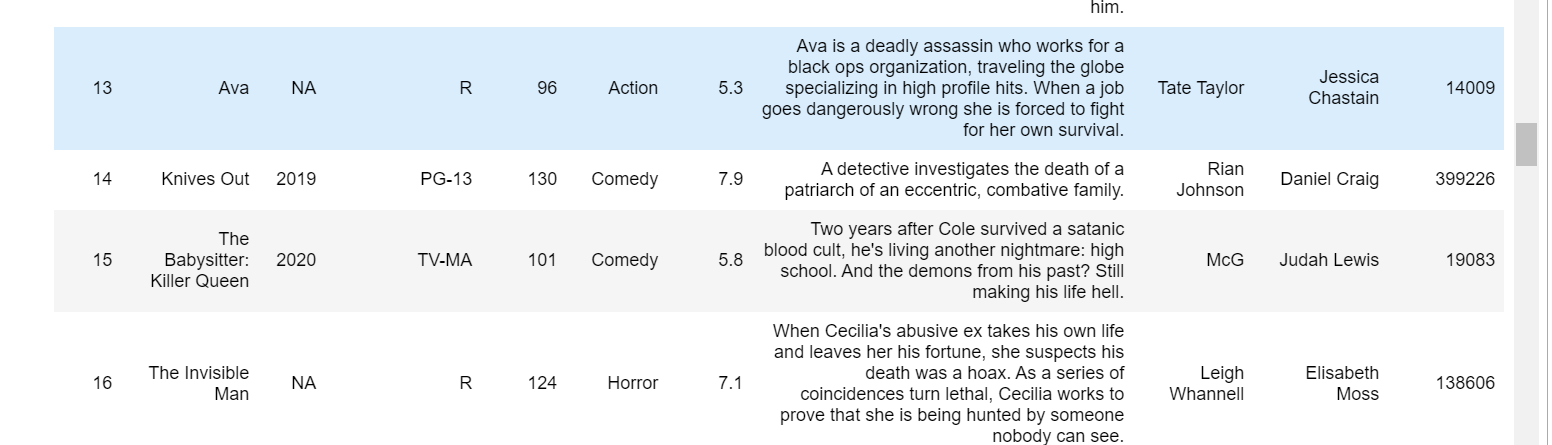 him.
13 Ava NA R 96 Action 5.3 Ava is a deadly assassin who works for a black ops organization, traveling the globe specializing in high profile hits. When a job goes dangerously wrong she is forced to fight for her own survival. Tate Taylor Jessica Chastain 14009
14 Knives Out 2019 PG-13 130 Comedy 7.9 A detective investigates the death of a patriarch of an eccentric, combative family. Rian Johnson Daniel Craig 399226
15 The Babysitter: Killer Queen 2020 TV-MA 101 Comedy 5.8 Two years after Cole survived a satanic blood cult, he's living another nightmare: high school. And the demons from his past? Still making his life hell. McG Judah Lewis 19083
16 The Invisible Man NA R 124 Horror 7.1 When Cecilia's abusive ex takes his own life and leaves her his fortune, she suspects his death was a hoax. As a series of coincidences turn lethal, Cecilia works to prove that she is being hunted by someone nobody can see. Leigh Whannell Elisabeth Moss 138606